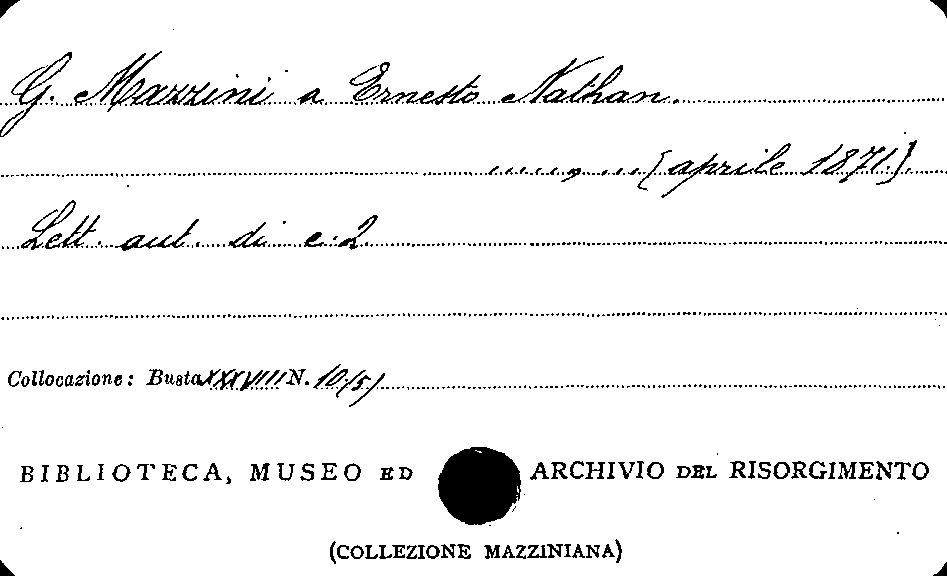 G. Mazzini a Ernesto Nathan.
....., ...[aprile 1871.].
Lett. aut. di c. 2
Collocazione: Busta XXXVIIII N. 10/5/
BIBLIOTECA, MUSEO ED ARCHIVIO DEL RISORGIMENTO
(COLLEZIONE MAZZINIANA)